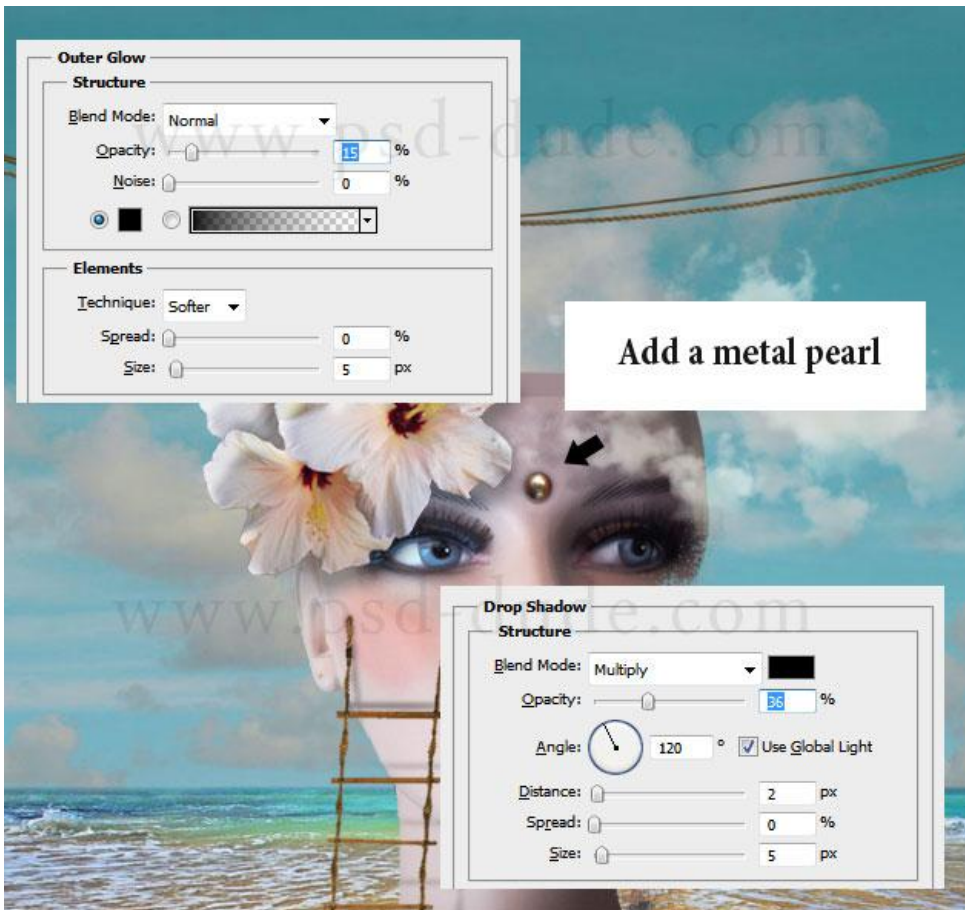 Outer Glow
Structure
Blend Mode: Normal
Opacity: 15 %
Noise: 0 %
Elements
Technique: Softer
Spread: 0 %
Size: 5 px
www.psd-dude.com
Add a metal pearl
www.psd-dude.com
Drop Shadow
Structure
Blend Mode: Multiply
Opacity: 36 %
Angle: 120 ° Use Global Light
Distance: 2 px
Spread: 0 %
Size: 5 px